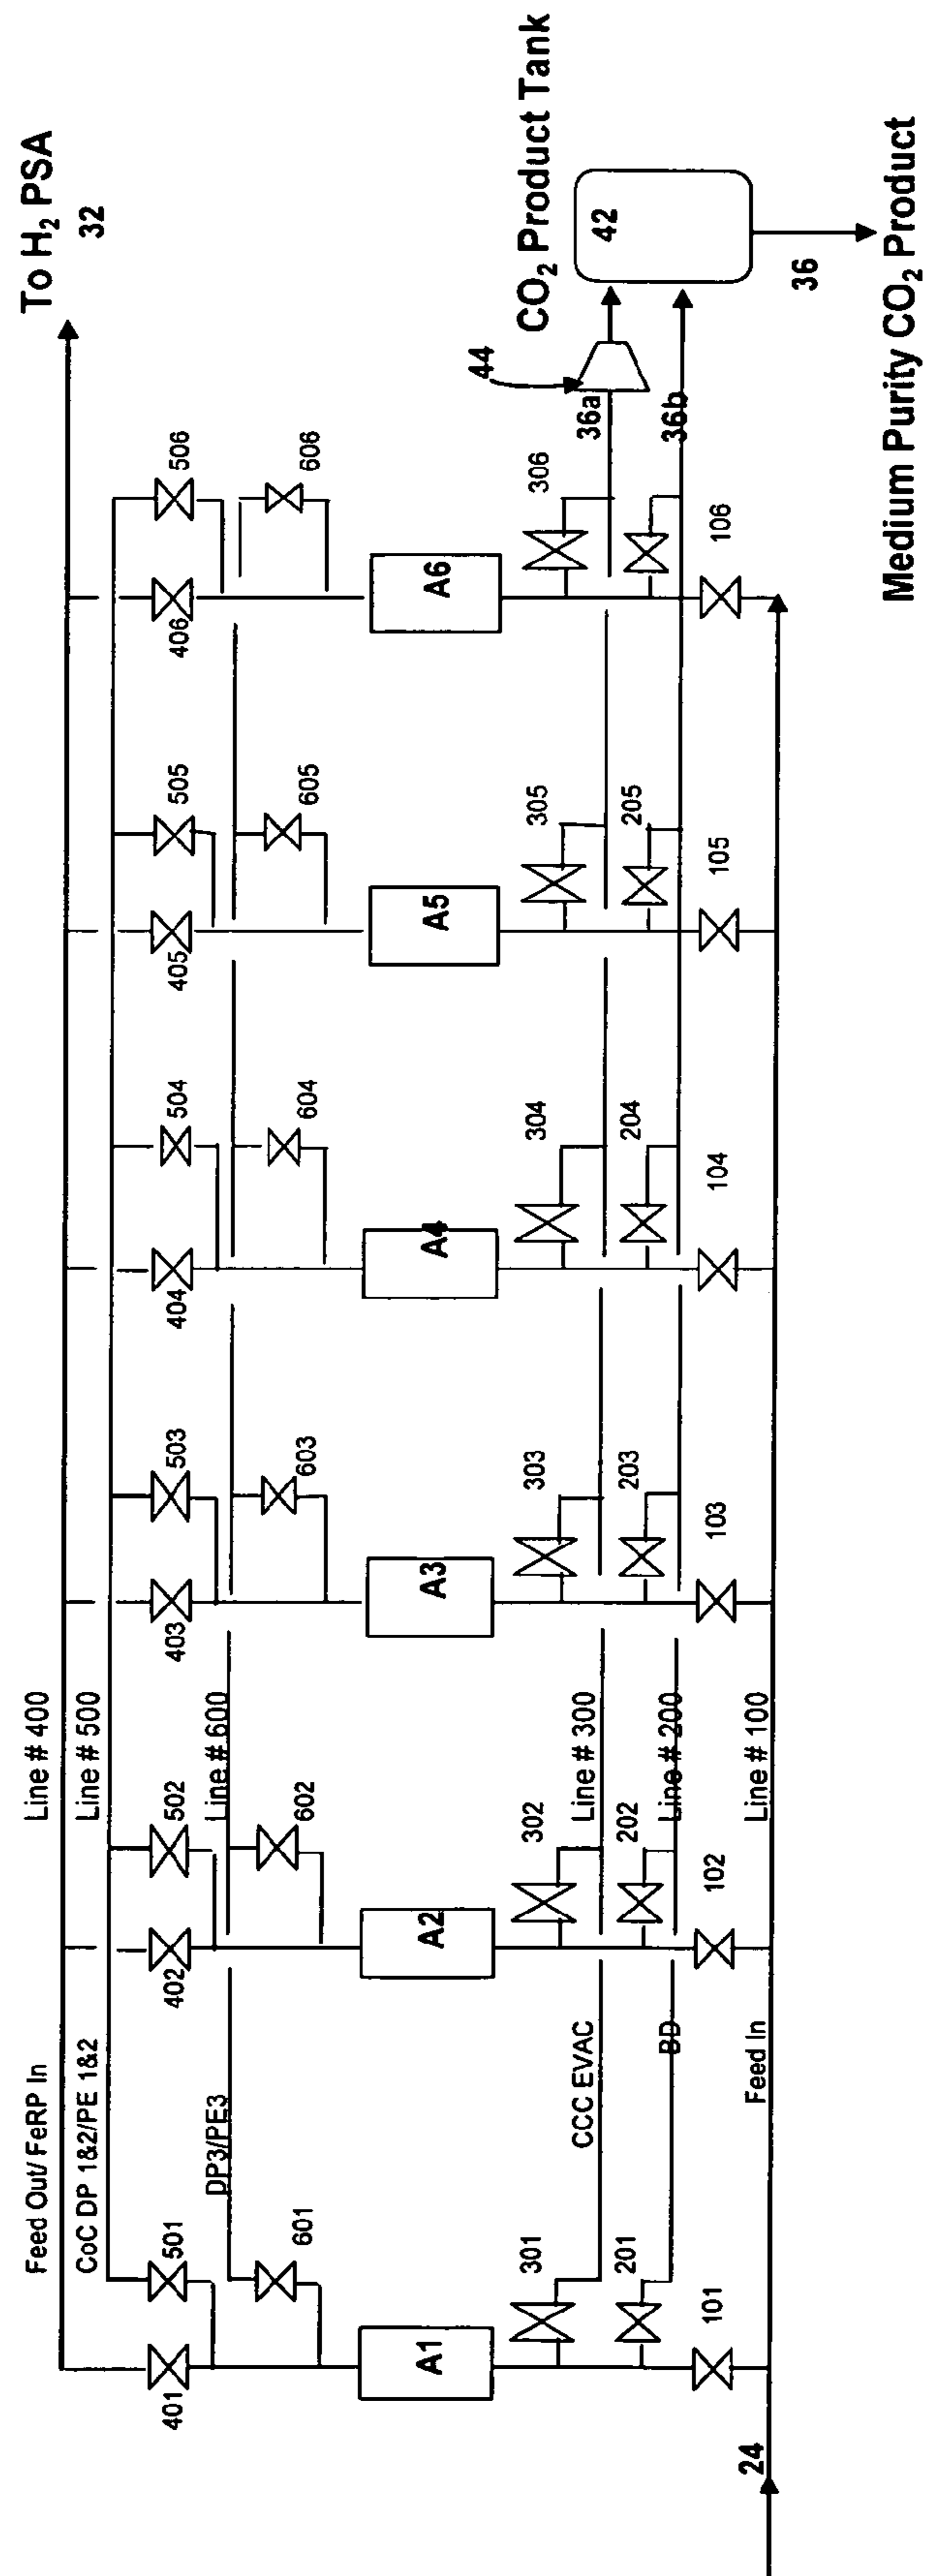 To H₂ PSA
32
Feed Out/ FeRP In
Line # 400
CoC DP 1&2/PE 1&2
Line # 500
401
501
402
502
403
503
404
504
405
505
406
506
DP3/PE3
Line # 600
601
602
603
604
605
606
A1
A2
A3
A4
A5
A6
44
CO₂ Product Tank
301
302
303
304
305
306
CCC EVAC
Line # 300
36a
42
201
202
203
204
205
BD
Line # 200
36b
101
102
103
104
105
106
24
Feed In
Line # 100
36
Medium Purity CO₂ Product